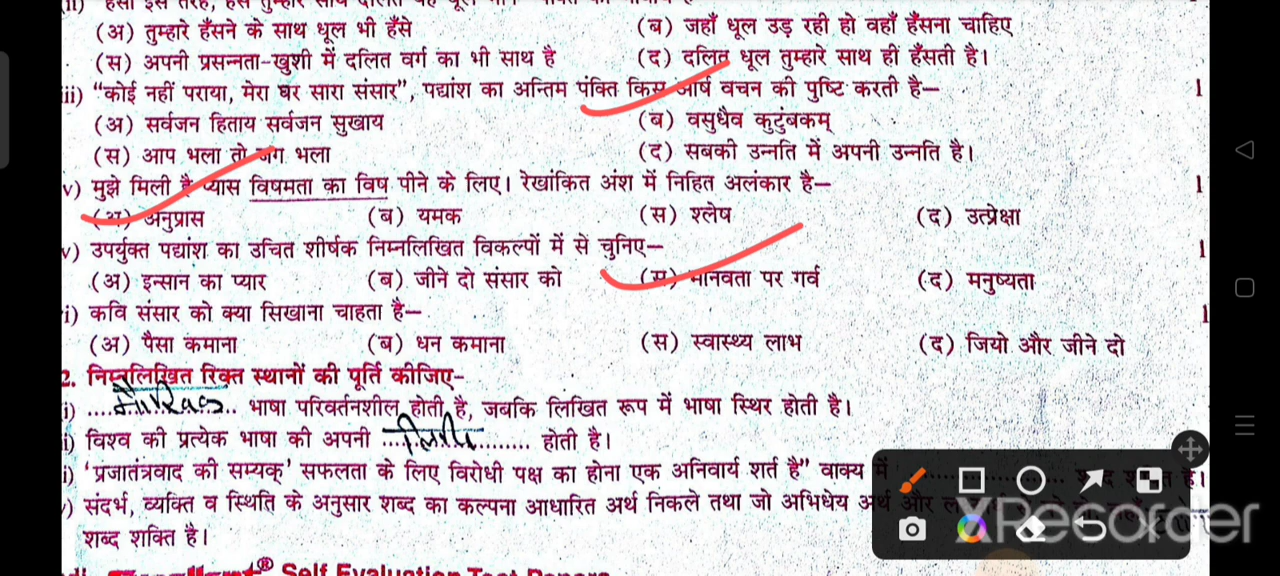 (अ) तुम्हारे हँसने के साथ धूल भी हँसे (ब) जहाँ धूल उड़ रही हो वहाँ हँसना चाहिए
(स) अपनी प्रसन्नता-खुशी में दलित वर्ग का भी साथ है (द) दलित धूल तुम्हारे साथ ही हँसती है।
ii) “कोई नहीं पराया, मेरा घर सारा संसार”, पद्यांश का अन्तिम पंक्ति किस आर्ष वचन की पुष्टि करती है– 1
(अ) सर्वजन हिताय सर्वजन सुखाय (ब) वसुधैव कुटुंबकम्
(स) आप भला तो जग भला (द) सबकी उन्नति में अपनी उन्नति है।
v) मुझे मिली है प्यास विषमता का विष पीने के लिए। रेखांकित अंश में निहित अलंकार है– 1
(अ) अनुप्रास (ब) यमक (स) श्लेष (द) उत्प्रेक्षा
v) उपर्युक्त पद्यांश का उचित शीर्षक निम्नलिखित विकल्पों में से चुनिए– 1
(अ) इन्सान का प्यार (ब) जीने दो संसार को (स) मानवता पर गर्व (द) मनुष्यता
i) कवि संसार को क्या सिखाना चाहता है– 1
(अ) पैसा कमाना (ब) धन कमाना (स) स्वास्थ्य लाभ (द) जियो और जीने दो
2. निम्नलिखित रिक्त स्थानों की पूर्ति कीजिए–
i) .... मौखिक .. भाषा परिवर्तनशील होती है, जबकि लिखित रूप में भाषा स्थिर होती है।
i) विश्व की प्रत्येक भाषा की अपनी ... लिपि ........ होती है।
i) ‘प्रजातंत्रवाद की सम्यक्’ सफलता के लिए विरोधी पक्ष का होना एक अनिवार्य शर्त है” वाक्य में
) संदर्भ, व्यक्ति व स्थिति के अनुसार शब्द का कल्पना आधारित अर्थ निकले तथा जो अभिधेय अर्थ और
शब्द शक्ति है।
XRecorder
Self Evaluation Test Papers